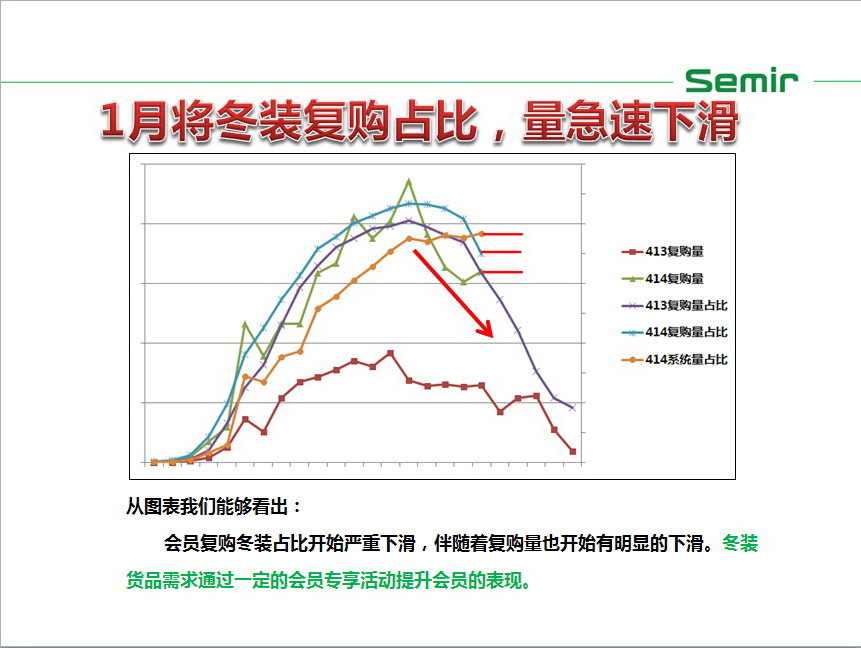 Semir
1月将冬装复购占比，量急速下滑
413复购量
414复购量
413复购量占比
414复购量占比
414系统量占比
从图表我们能够看出：
会员复购冬装占比开始严重下滑，伴随着复购量也开始有明显的下滑。冬装
货品需求通过一定的会员专享活动提升会员的表现。